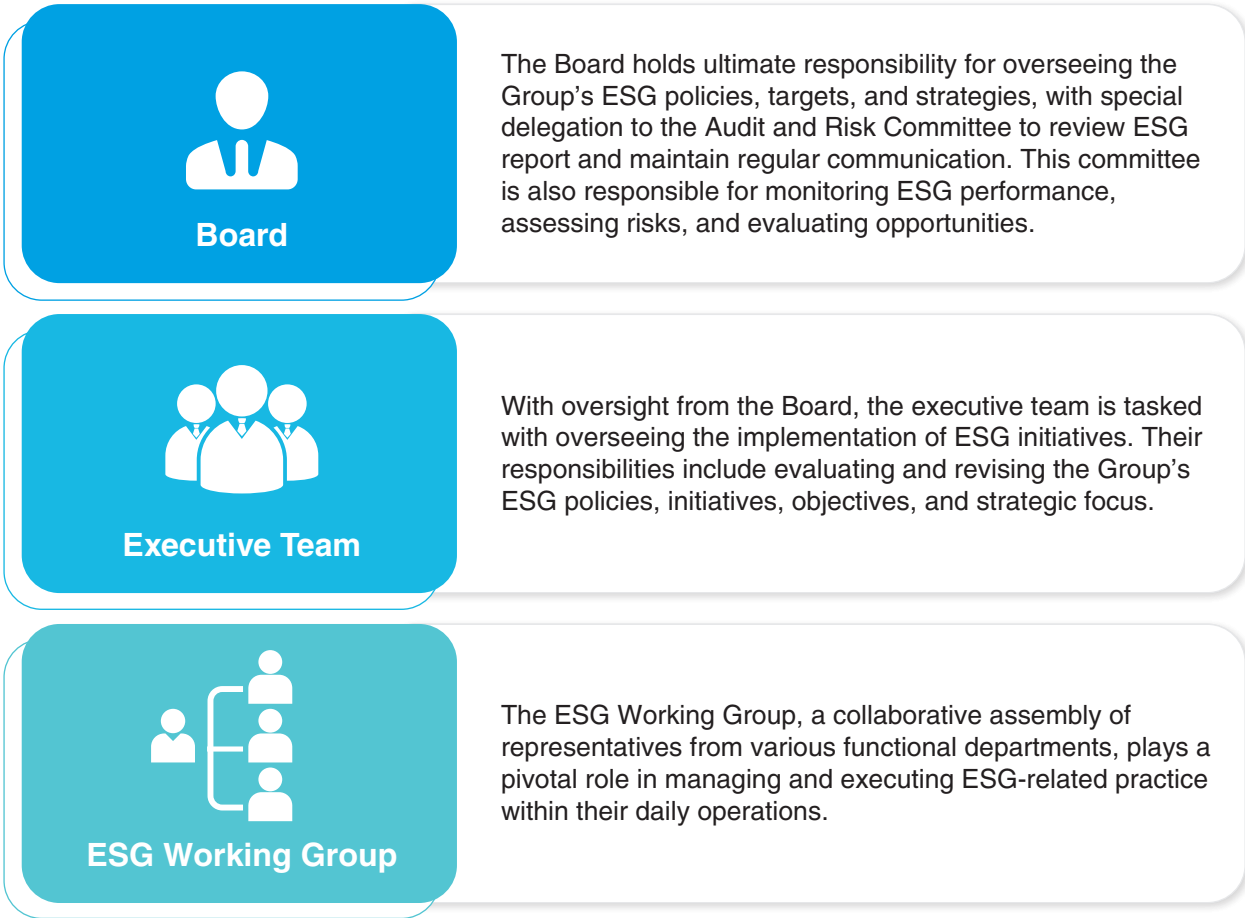 The Board holds ultimate responsibility for overseeing the
Group’s ESG policies, targets, and strategies, with special
delegation to the Audit and Risk Committee to review ESG
report and maintain regular communication. This committee
is also responsible for monitoring ESG performance,
assessing risks, and evaluating opportunities.
Board
With oversight from the Board, the executive team is tasked
with overseeing the implementation of ESG initiatives. Their
responsibilities include evaluating and revising the Group’s
ESG policies, initiatives, objectives, and strategic focus.
Executive Team
The ESG Working Group, a collaborative assembly of
representatives from various functional departments, plays a
pivotal role in managing and executing ESG-related practice
within their daily operations.
ESG Working Group